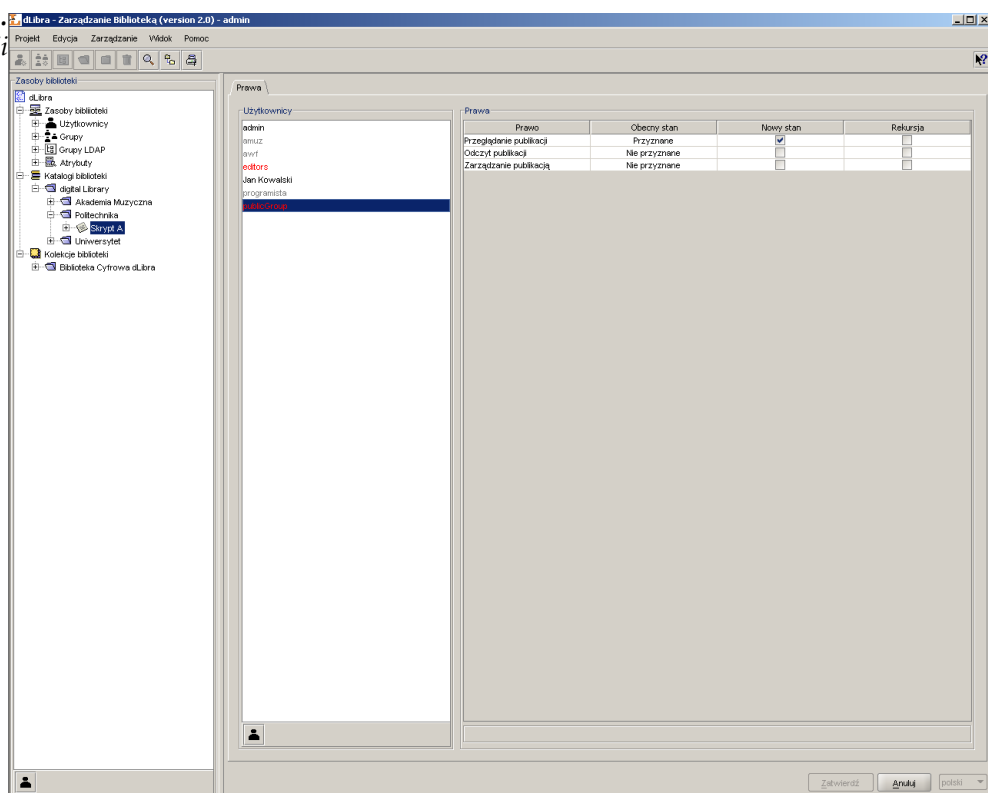 .
i
dLibra - Zarządzanie Biblioteką (version 2.0) - admin
Projekt Edycja Zarządzanie Widok Pomoc
Zasoby biblioteki
dLibra
Zasoby bibliioteki
Użytkownicy
Grupy
Grupy LDAP
Atrybuty
Katalogi biblioteki
digital Library
Akademia Muzyczna
Politechnika
Skrypt A
Uniwersytet
Kolekcje biblioteki
Biblioteka Cyfrowa dLibra
Prawa
Użytkownicy
admin
amuz
awf
editors
Jan Kowalski
programista
publicGroup
Prawa
Prawo Obecny stan Nowy stan Rekursja
Przeglądanie publikacji Przyznane
Odczyt publikacji Nie przyznane
Zarządzanie publikacją Nie przyznane
Zatwierdź Anuluj polski